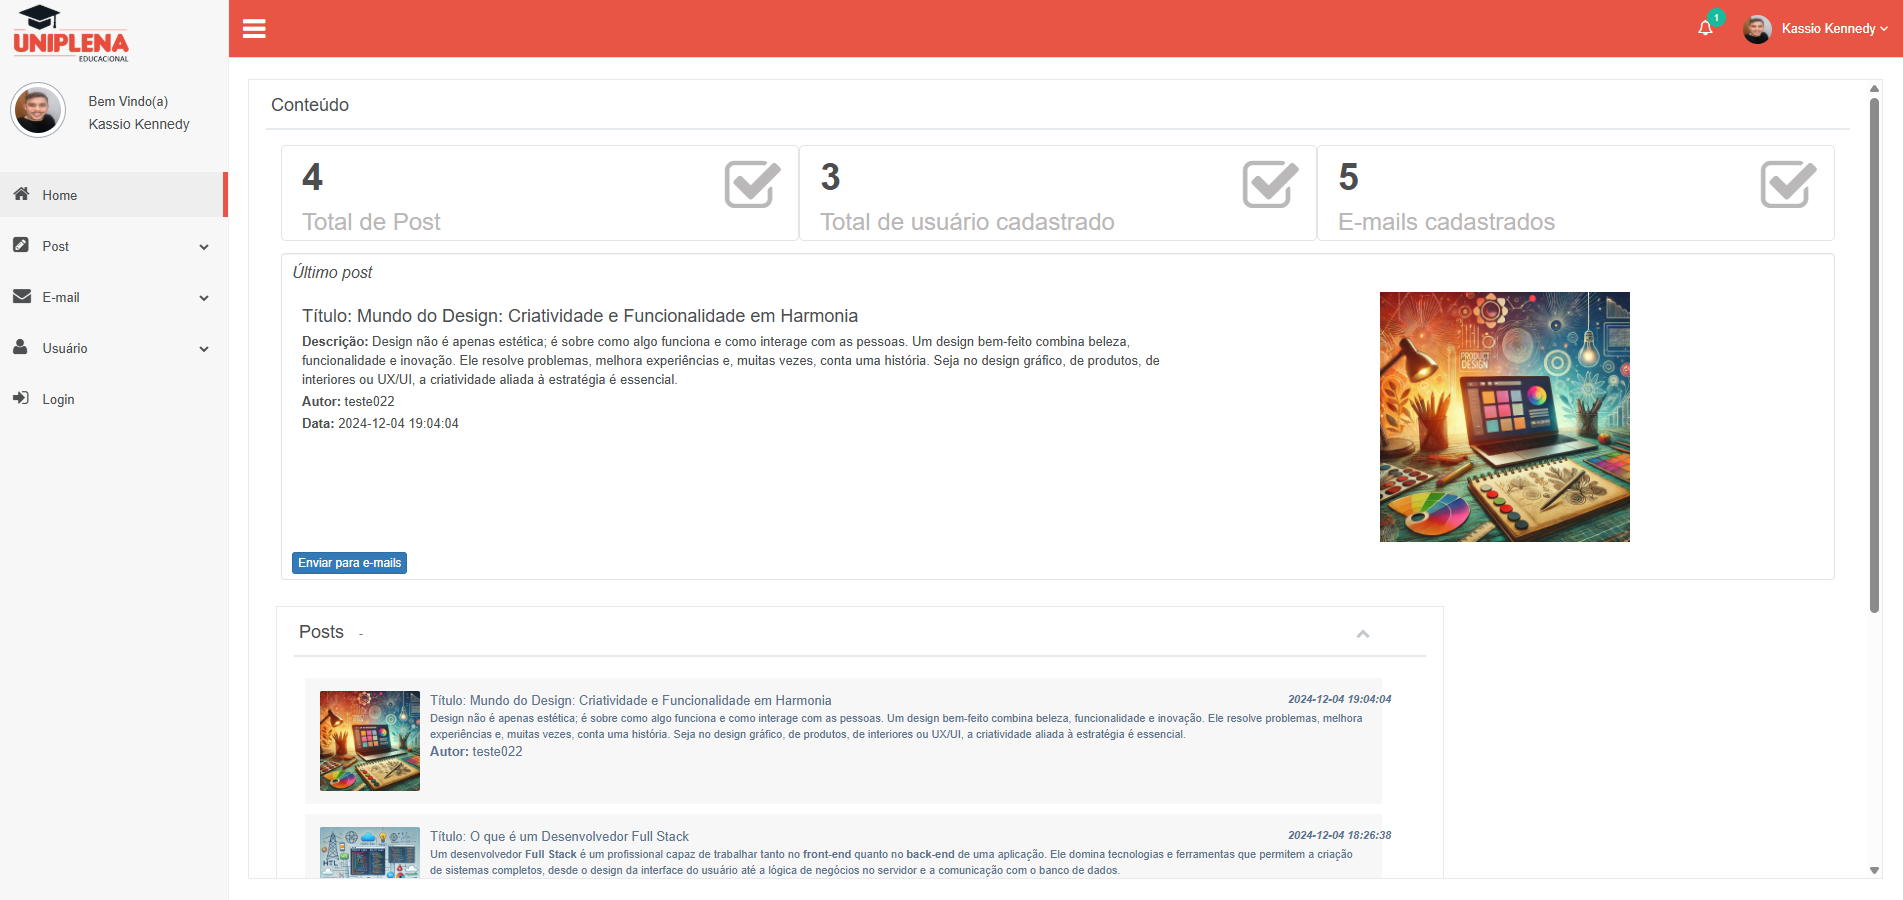 UNIPLENA
EDUCACIONAL
1
Kassio Kennedy
Bem Vindo(a)
Kassio Kennedy
Home
Post
E-mail
Usuário
Login
Conteúdo
4
Total de Post
3
Total de usuário cadastrado
5
E-mails cadastrados
Último post
Título: Mundo do Design: Criatividade e Funcionalidade em Harmonia
Descrição: Design não é apenas estética; é sobre como algo funciona e como interage com as pessoas. Um design bem-feito combina beleza,
funcionalidade e inovação. Ele resolve problemas, melhora experiências e, muitas vezes, conta uma história. Seja no design gráfico, de produtos, de
interiores ou UX/UI, a criatividade aliada à estratégia é essencial.
Autor: teste022
Data: 2024-12-04 19:04:04
PRODUCT
DESIGN
Enviar para e-mails
Posts -
Título: Mundo do Design: Criatividade e Funcionalidade em Harmonia
2024-12-04 19:04:04
Design não é apenas estética; é sobre como algo funciona e como interage com as pessoas. Um design bem-feito combina beleza, funcionalidade e inovação. Ele resolve problemas, melhora
experiências e, muitas vezes, conta uma história. Seja no design gráfico, de produtos, de interiores ou UX/UI, a criatividade aliada à estratégia é essencial.
Autor: teste022
Título: O que é um Desenvolvedor Full Stack
2024-12-04 18:26:38
Um desenvolvedor Full Stack é um profissional capaz de trabalhar tanto no front-end quanto no back-end de uma aplicação. Ele domina tecnologias e ferramentas que permitem a criação
de sistemas completos, desde o design da interface do usuário até a lógica de negócios no servidor e a comunicação com o banco de dados.